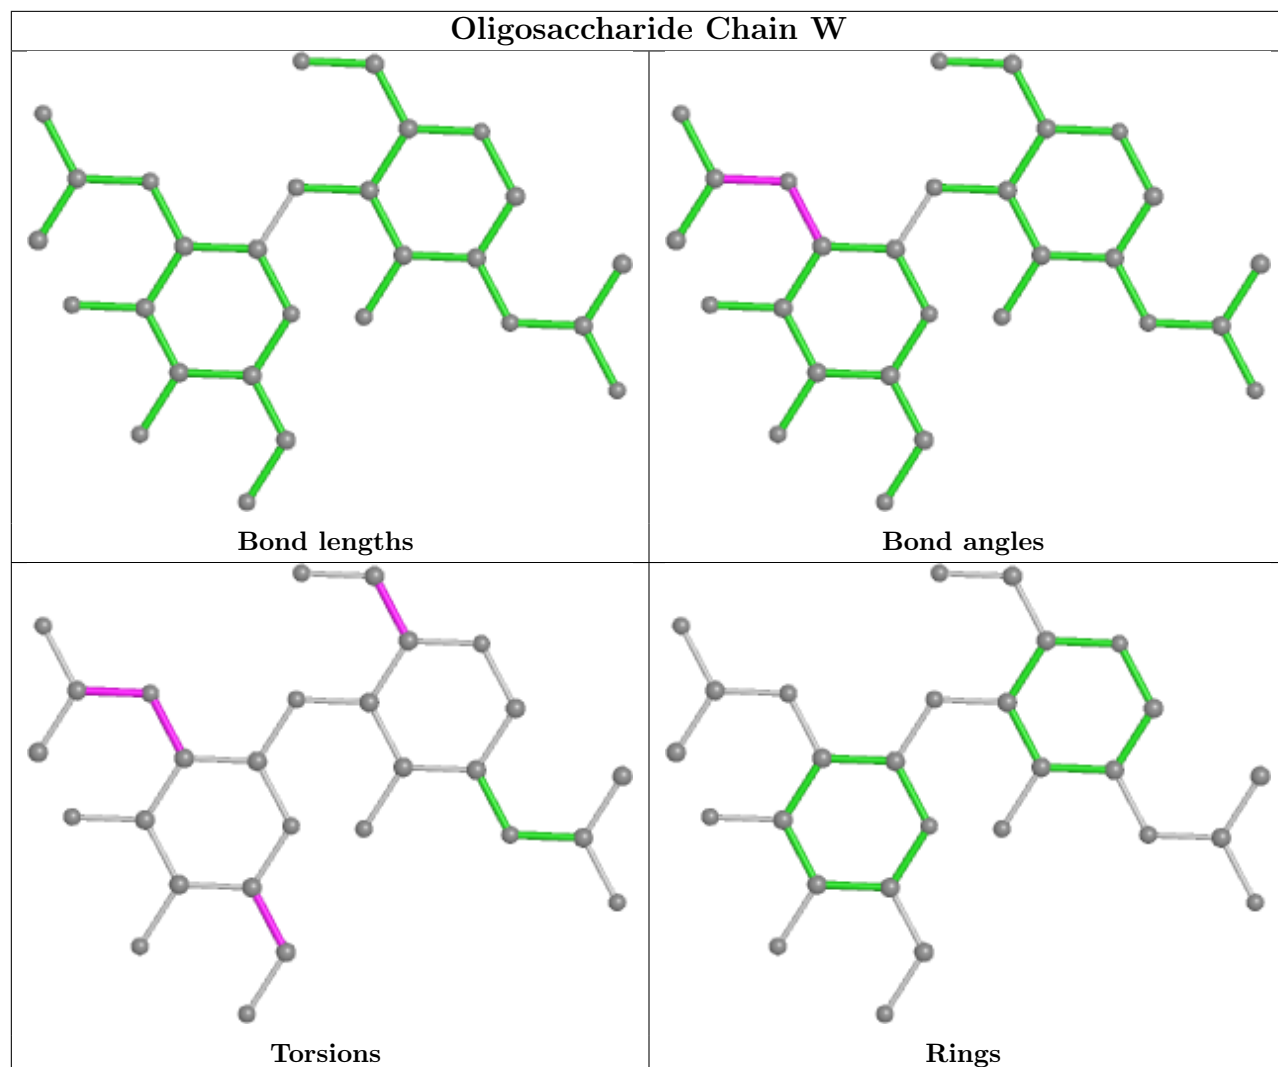 Oligosaccharide Chain W
Bond lengths
Bond angles
Torsions
Rings